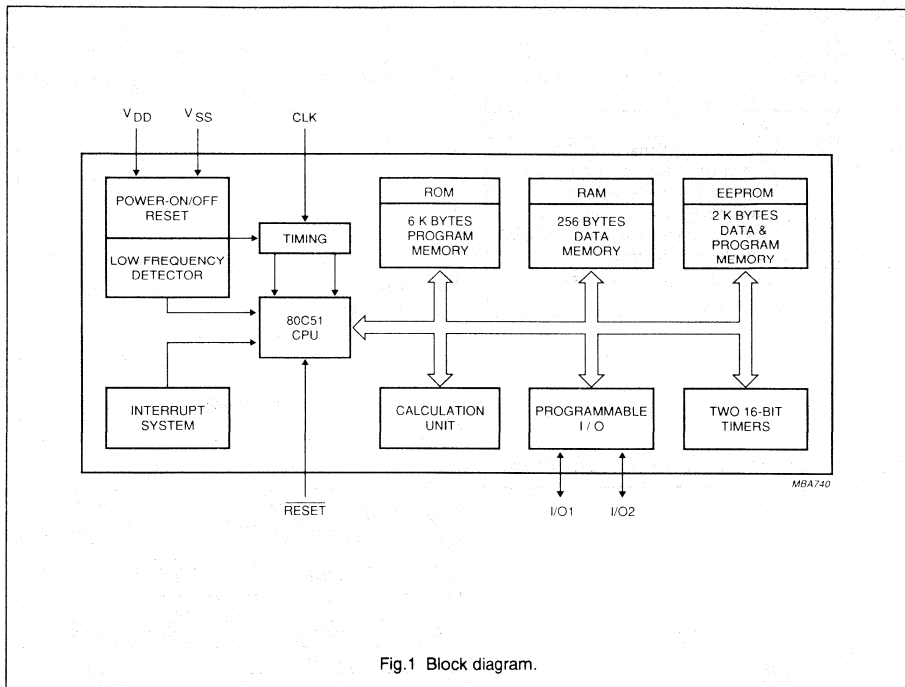 V DD
V SS
CLK
POWER-ON/OFF
RESET
LOW FREQUENCY
DETECTOR
TIMING
80C51
CPU
INTERRUPT
SYSTEM
ROM
6 K BYTES
PROGRAM
MEMORY
RAM
256 BYTES
DATA
MEMORY
EEPROM
2 K BYTES
DATA &
PROGRAM
MEMORY
CALCULATION
UNIT
PROGRAMMABLE
I / O
TWO 16-BIT
TIMERS
MBA740
RESET
I/O1
I/O2
Fig.1 Block diagram.